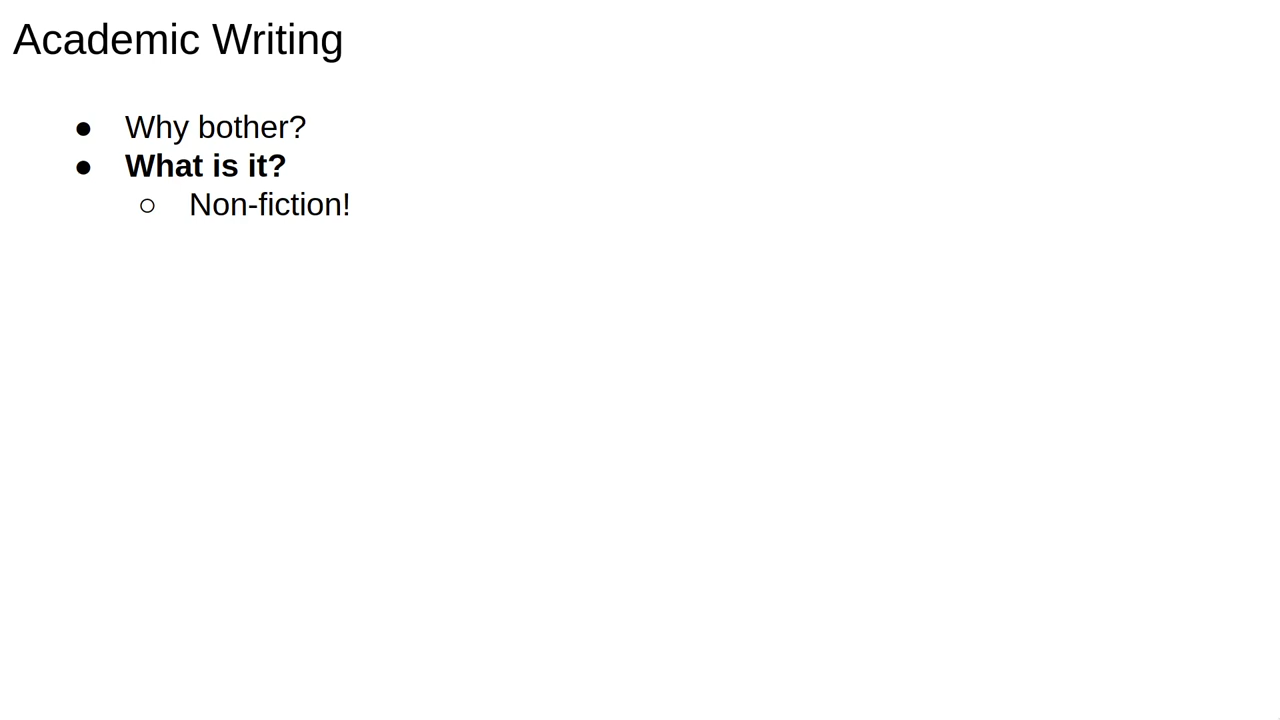 Academic Writing
● Why bother?
● What is it?
○ Non-fiction!